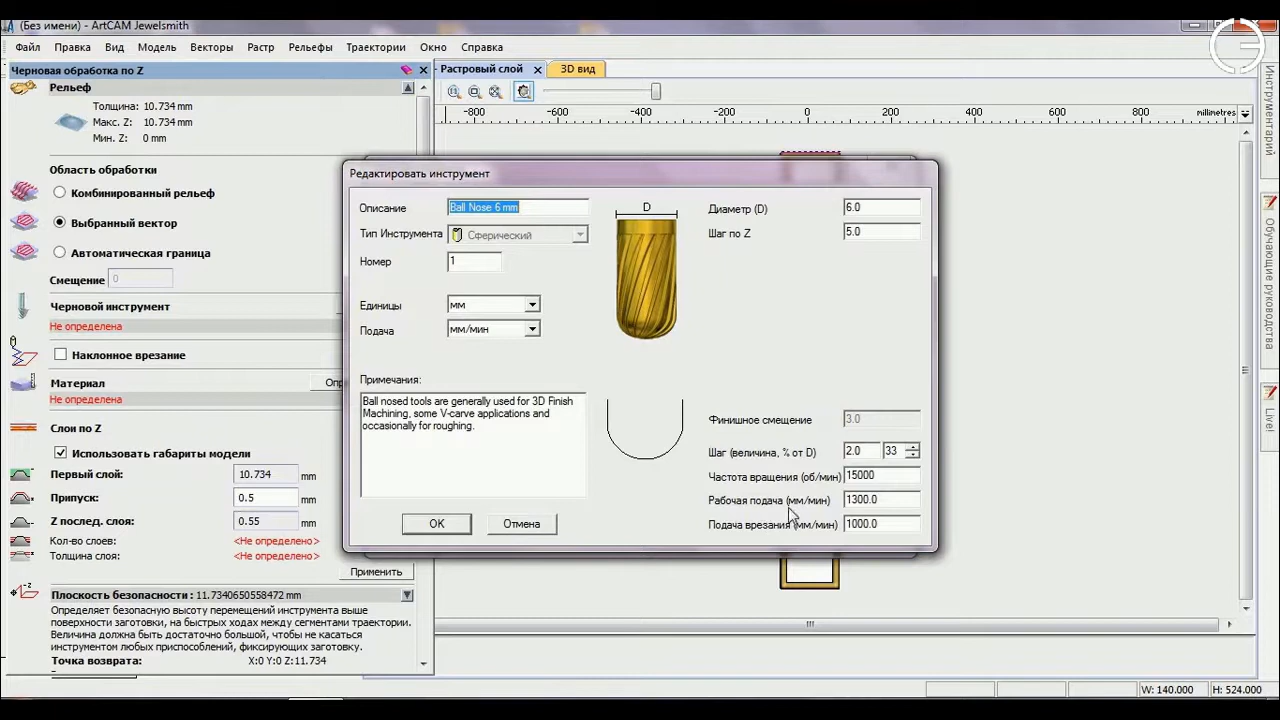 (Без имени) - ArtCAM Jewelsmith
Файл Правка Вид Модель Векторы Растр Рельефы Траектории Окно Справка
Черновая обработка по Z
Рельеф
Толщина: 10.734 mm
Макс. Z: 10.734 mm
Мин. Z: 0 mm
Область обработки
Комбинированный рельеф
Выбранный вектор
Автоматическая граница
Смещение 0
Черновой инструмент
Не определена
Наклонное врезание
Материал Опр
Не определена
Слои по Z
Использовать габариты модели
Первый слой: 10.734 mm
Припуск: 0.5 mm
Z послед. слоя: 0.55 mm
Кол-во слоев: <Не определено>
Толщина слоя: <Не определено>
Применить
Плоскость безопасности : 11.7340650558472 mm
Определяет безопасную высоту перемещений инструмента выше
поверхности заготовки, на быстрых ходах между сегментами траектории.
Величина должна быть достаточно большой, чтобы не касаться
инструментом любых приспособлений, фиксирующих заготовку.
Точка возврата: X:0 Y:0 Z:11.734
Растровый слой 3D вид
-800 -600 -400 -200 0 200 millimetres
Редактировать инструмент
Описание Ball Nose 6 mm
Тип Инструмента Сферический
Номер 1
Единицы мм
Подача мм/мин
Примечания:
Ball nosed tools are generally used for 3D Finish
Machining, some V-carve applications and
occasionally for roughing.
OK Отмена
D
Диаметр (D) 6.0
Шаг по Z 5.0
Финишное смещение 3.0
Шаг (величина, % от D) 2.0 33
Частота вращения (об/мин) 15000
Рабочая подача (мм/мин) 1300.0
Подача врезания (мм/мин) 1000.0
Инструментарий
Обучающие руководства
Live!
W: 140.000 H: 524.000